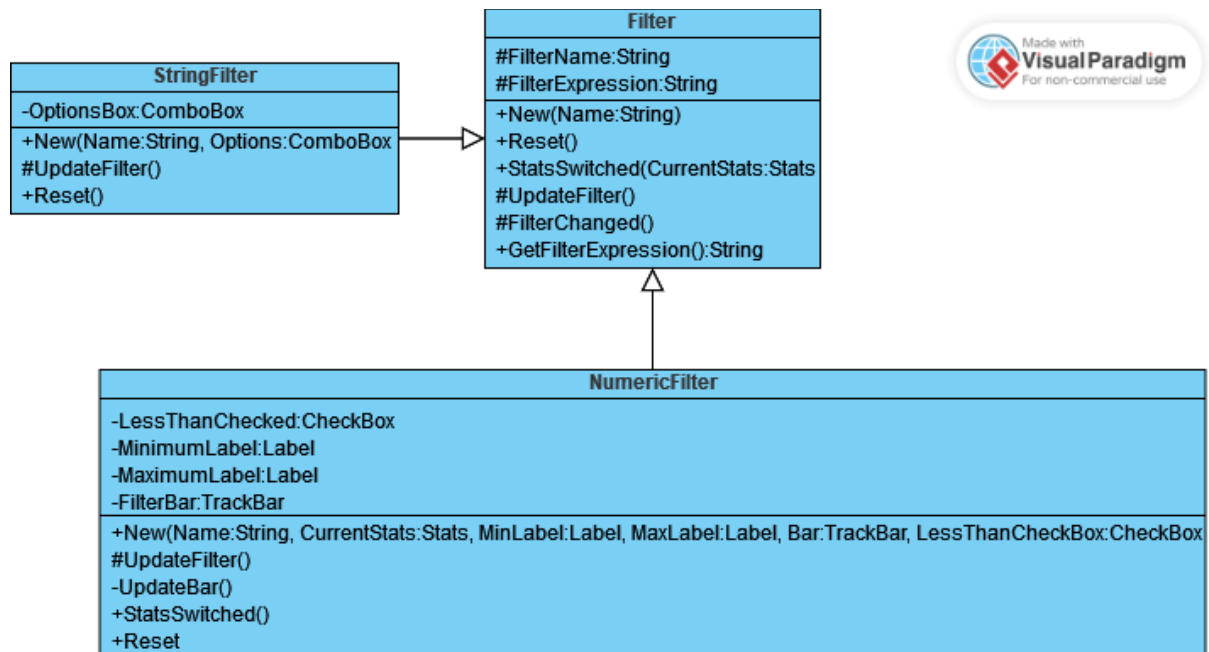 Filter
#FilterName:String
#FilterExpression:String
+New(Name:String)
+Reset()
+StatsSwitched(CurrentStats:Stats
#UpdateFilter()
#FilterChanged()
+GetFilterExpression():String
Made with
Visual Paradigm
For non-commercial use
StringFilter
-OptionsBox:ComboBox
+New(Name:String, Options:ComboBox
#UpdateFilter()
+Reset()
NumericFilter
-LessThanChecked:CheckBox
-MinimumLabel:Label
-MaximumLabel:Label
-FilterBar:TrackBar
+New(Name:String, CurrentStats:Stats, MinLabel:Label, MaxLabel:Label, Bar:TrackBar, LessThanCheckBox:CheckBox
#UpdateFilter()
-UpdateBar()
+StatsSwitched()
+Reset